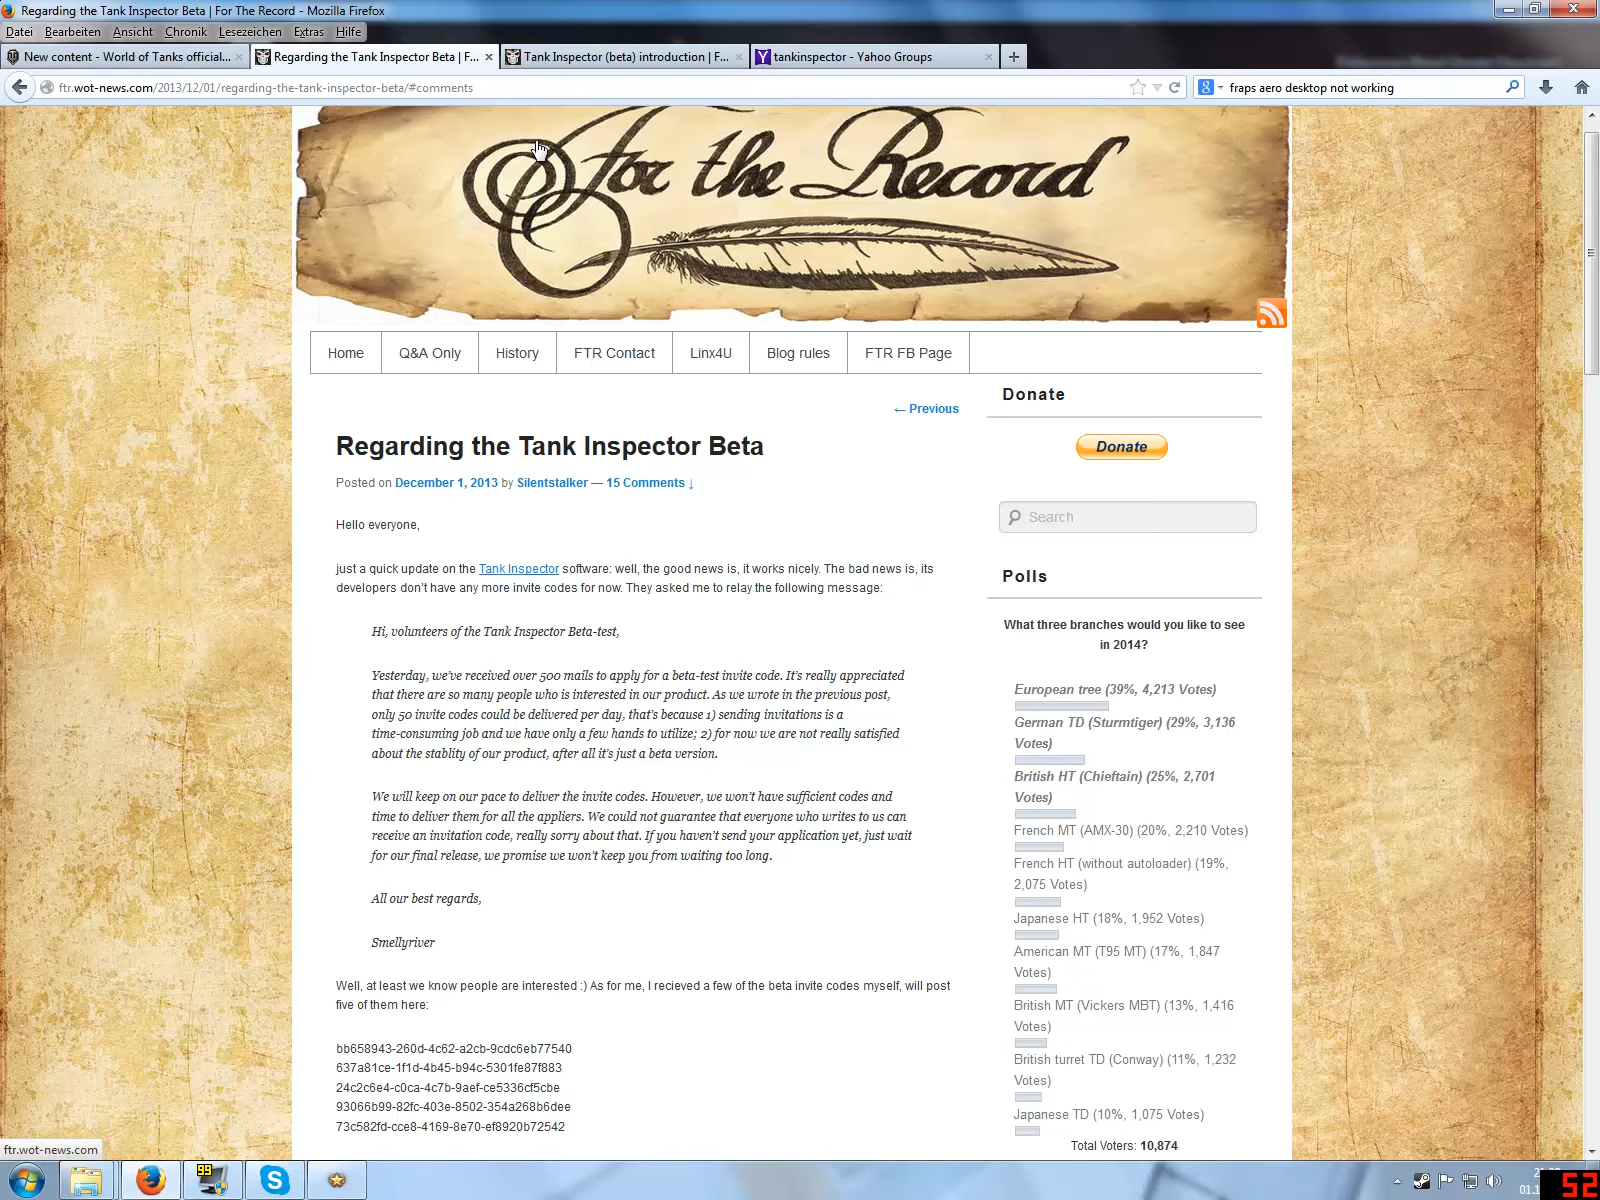 Regarding the Tank Inspector Beta | For The Record - Mozilla Firefox
Datei Bearbeiten Ansicht Chronik Lesezeichen Extras Hilfe
New content - World of Tanks official... Regarding the Tank Inspector Beta | F... Tank Inspector (beta) introduction | F... tankinspector - Yahoo Groups
ftr.wot-news.com/2013/12/01/regarding-the-tank-inspector-beta/#comments fraps aero desktop not working
For the Record
Home Q&A Only History FTR Contact Linx4U Blog rules FTR FB Page
← Previous
Regarding the Tank Inspector Beta
Posted on December 1, 2013 by Silentstalker — 15 Comments ↓
Hello everyone,
just a quick update on the Tank Inspector software: well, the good news is, it works nicely. The bad news is, its
developers don't have any more invite codes for now. They asked me to relay the following message:
Hi, volunteers of the Tank Inspector Beta-test,
Yesterday, we've received over 500 mails to apply for a beta-test invite code. It's really appreciated
that there are so many people who is interested in our product. As we wrote in the previous post,
only 50 invite codes could be delivered per day, that's because 1) sending invitations is a
time-consuming job and we have only a few hands to utilize; 2) for now we are not really satisfied
about the stablity of our product, after all it's just a beta version.
We will keep on our pace to deliver the invite codes. However, we won't have sufficient codes and
time to deliver them for all the appliers. We could not guarantee that everyone who writes to us can
receive an invitation code, really sorry about that. If you haven't send your application yet, just wait
for our final release, we promise we won't keep you from waiting too long.
All our best regards,
Smellyriver
Well, at least we know people are interested :) As for me, I recieved a few of the beta invite codes myself, will post
five of them here:
bb658943-260d-4c62-a2cb-9cdc6eb77540
637a81ce-1f1d-4b45-b94c-5301fe87f883
24c2c6e4-c0ca-4c7b-9aef-ce5336cf5cbe
93066b99-82fc-403e-8502-354a268b6dee
73c582fd-cce8-4169-8e70-ef8920b72542
Donate
Donate
Search
Polls
What three branches would you like to see
in 2014?
European tree (39%, 4,213 Votes)
German TD (Sturmtiger) (29%, 3,136
Votes)
British HT (Chieftain) (25%, 2,701
Votes)
French MT (AMX-30) (20%, 2,210 Votes)
French HT (without autoloader) (19%,
2,075 Votes)
Japanese HT (18%, 1,952 Votes)
American MT (T95 MT) (17%, 1,847
Votes)
British MT (Vickers MBT) (13%, 1,416
Votes)
British turret TD (Conway) (11%, 1,232
Votes)
Japanese TD (10%, 1,075 Votes)
Total Voters: 10,874
ftr.wot-news.com
99
52